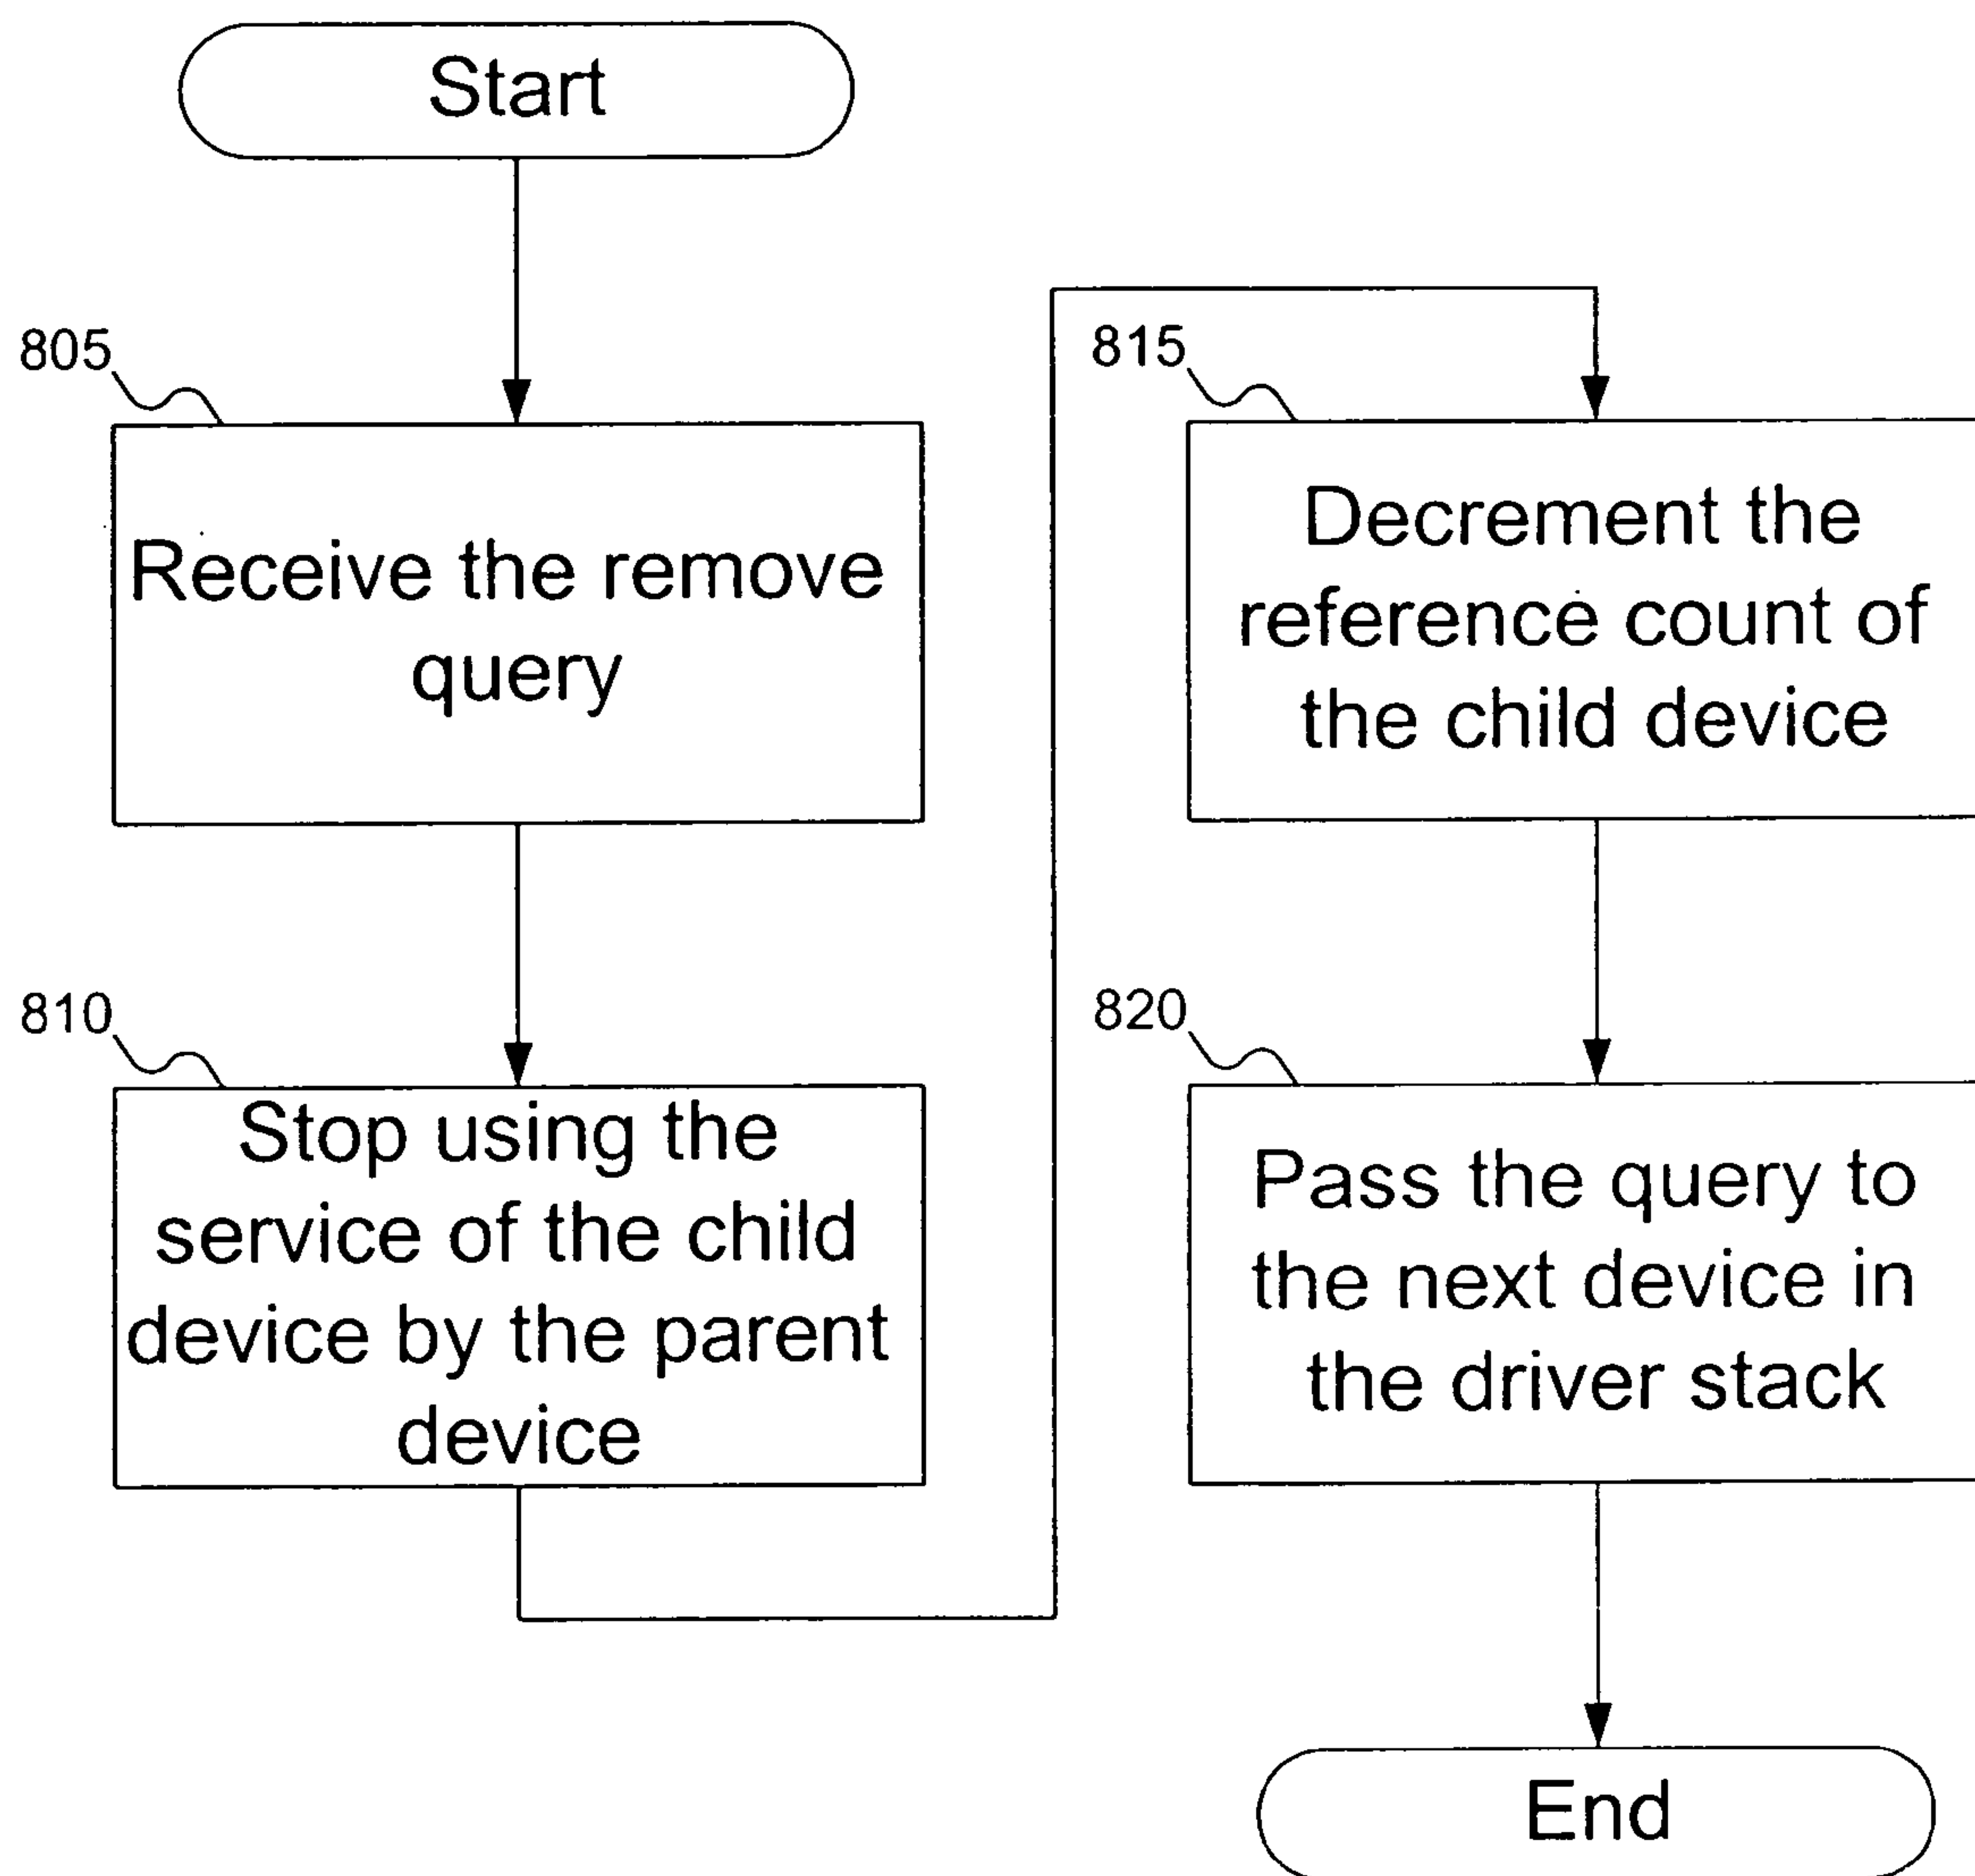 Start
805
Receive the remove
query
810
Stop using the
service of the child
device by the parent
device
815
Decrement the
reference count of
the child device
820
Pass the query to
the next device in
the driver stack
End